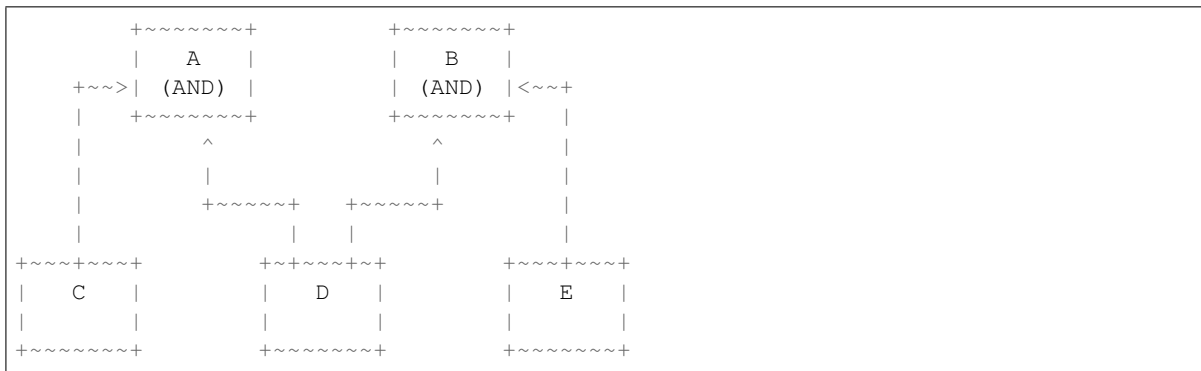 +~~~~~~~+ +~~~~~~~+
| A | | B |
+~~>| (AND) | | (AND) |<~~+
| +~~~~~~~+ +~~~~~~~+ |
| ^ ^ |
| | | |
| +~~~~~+ +~~~~~+ |
| | | |
+~~~+~~~+ +~+~~~+~+ +~~~+~~~+
| C | | D | | E |
| | | | | |
+~~~~~~~+ +~~~~~~~+ +~~~~~~~+